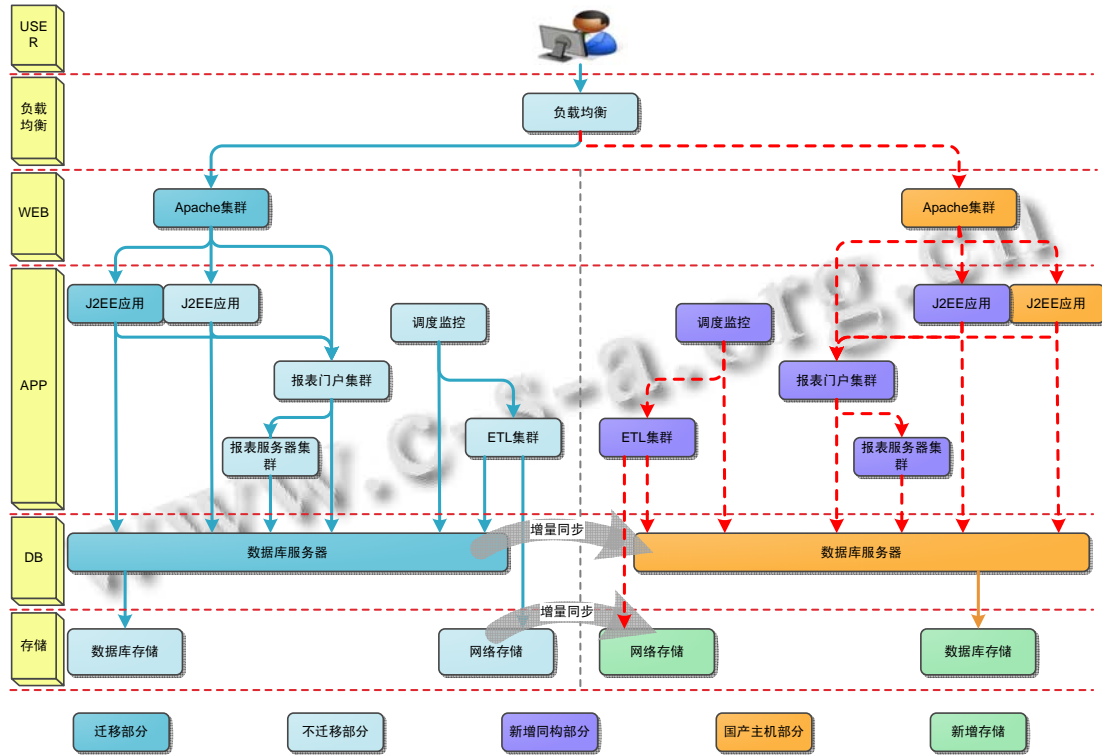 USE
R
负载
均衡
负载均衡
WEB
Apache集群
Apache集群
APP
J2EE应用
J2EE应用
调度监控
调度监控
J2EE应用
J2EE应用
报表门户集群
报表门户集群
报表服务器集
群
ETL集群
ETL集群
报表服务器集
群
DB
数据库服务器
增量同步
数据库服务器
存储
数据库存储
网络存储
增量同步
网络存储
数据库存储
迁移部分
不迁移部分
新增同构部分
国产主机部分
新增存储
www.c-s-a.org.cn